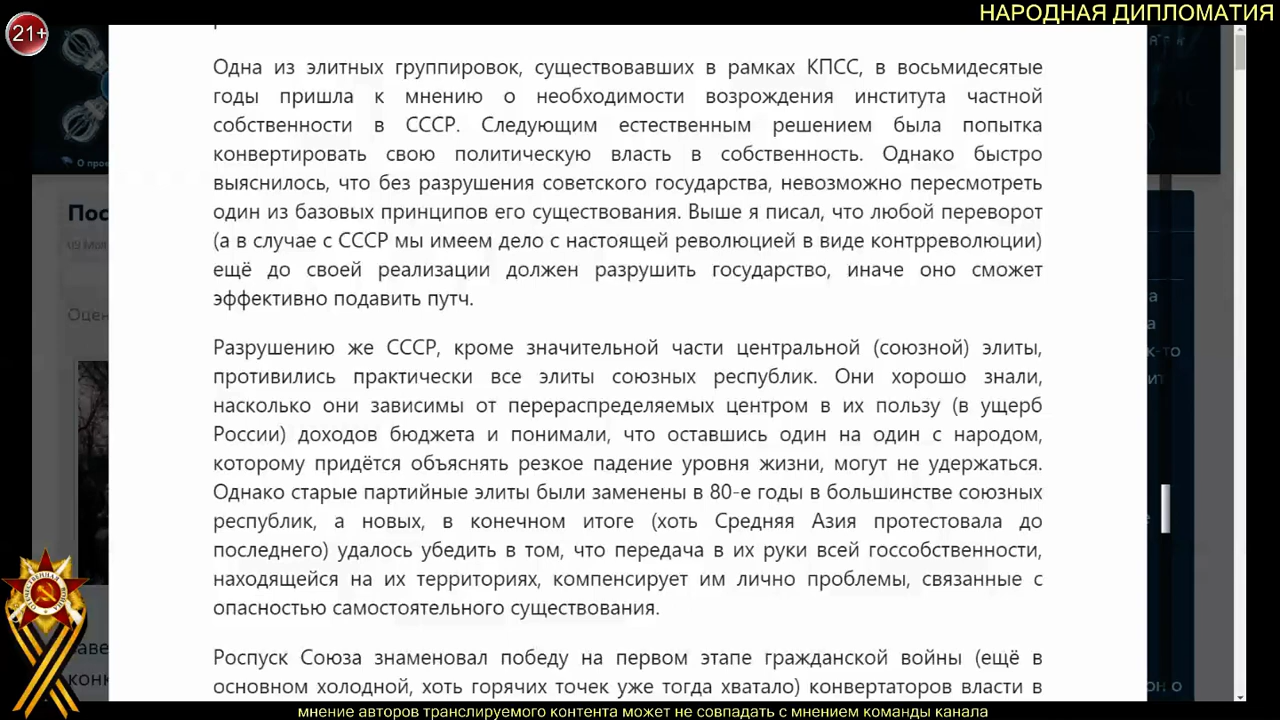 21+
НАРОДНАЯ ДИПЛОМАТИЯ
Одна из элитных группировок, существовавших в рамках КПСС, в восьмидесятые
годы пришла к мнению о необходимости возрождения института частной
собственности в СССР. Следующим естественным решением была попытка
конвертировать свою политическую власть в собственность. Однако быстро
выяснилось, что без разрушения советского государства, невозможно пересмотреть
один из базовых принципов его существования. Выше я писал, что любой переворот
(а в случае с СССР мы имеем дело с настоящей революцией в виде контрреволюции)
ещё до своей реализации должен разрушить государство, иначе оно сможет
эффективно подавить путч.
Разрушению же СССР, кроме значительной части центральной (союзной) элиты,
противились практически все элиты союзных республик. Они хорошо знали,
насколько они зависимы от перераспределяемых центром в их пользу (в ущерб
России) доходов бюджета и понимали, что оставшись один на один с народом,
которому придётся объяснять резкое падение уровня жизни, могут не удержаться.
Однако старые партийные элиты были заменены в 80-е годы в большинстве союзных
республик, а новых, в конечном итоге (хоть Средняя Азия протестовала до
последнего) удалось убедить в том, что передача в их руки всей госсобственности,
находящейся на их территориях, компенсирует им лично проблемы, связанные с
опасностью самостоятельного существования.
Роспуск Союза знаменовал победу на первом этапе гражданской войны (ещё в
основном холодной, хоть горячих точек уже тогда хватало) конвертаторов власти в
О прое
Пос
Оцен
мнение авторов транслируемого контента может не совпадать с мнением команды канала